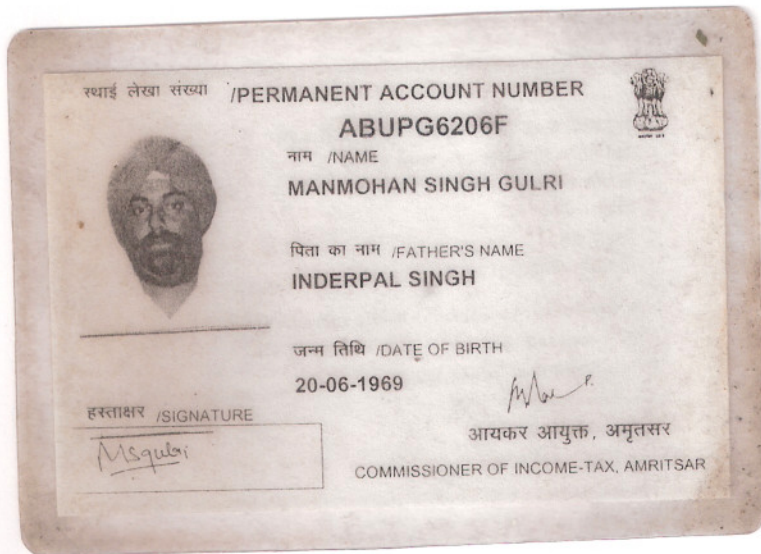 स्थाई लेखा संख्या /PERMANENT ACCOUNT NUMBER
ABUPG6206F
नाम /NAME
MANMOHAN SINGH GULRI
पिता का नाम /FATHER'S NAME
INDERPAL SINGH
जन्म तिथि /DATE OF BIRTH
20-06-1969
हस्ताक्षर /SIGNATURE
Msgulri
आयकर आयुक्त, अमृतसर
COMMISSIONER OF INCOME-TAX, AMRITSAR